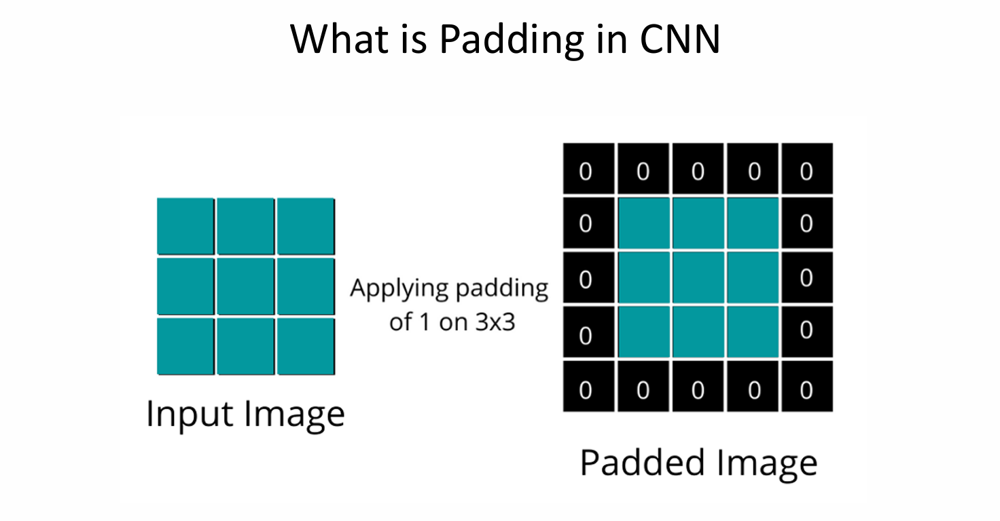 What is Padding in CNN
0 0 0 0 0
0 0
0 0
Applying padding
of 1 on 3x3
0 0
0 0 0 0 0
Input Image
Padded Image